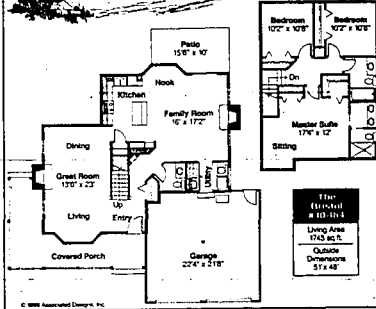 Patio
15'8" x 10'
Nook
Kitchen
Family Room
16' x 17'2"
Dining
Great Room
13'6" x 23'
Utility
Living
Up
Entry
Covered Porch
Garage
22'4" x 21'8"
Bedroom
10'2" x 10'8"
Bedroom
10'2" x 10'8"
Dn
Master Suite
17'4" x 12'
Sitting
The
Bristol
Living Area
1743 sq. ft.
Outside
Dimensions
51' x 48'
Associated Designs, Inc.